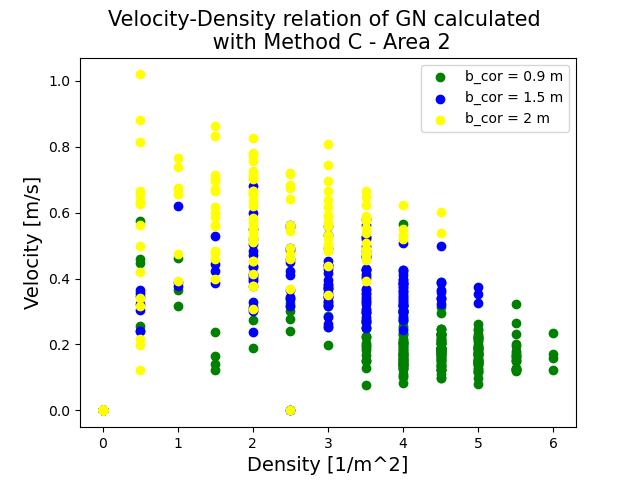 Velocity-Density relation of GN calculated
with Method C - Area 2
b_cor = 0.9 m
b_cor = 1.5 m
b_cor = 2 m
Velocity [m/s]
1.0
0.8
0.6
0.4
0.2
0.0
0 1 2 3 4 5 6
Density [1/m^2]